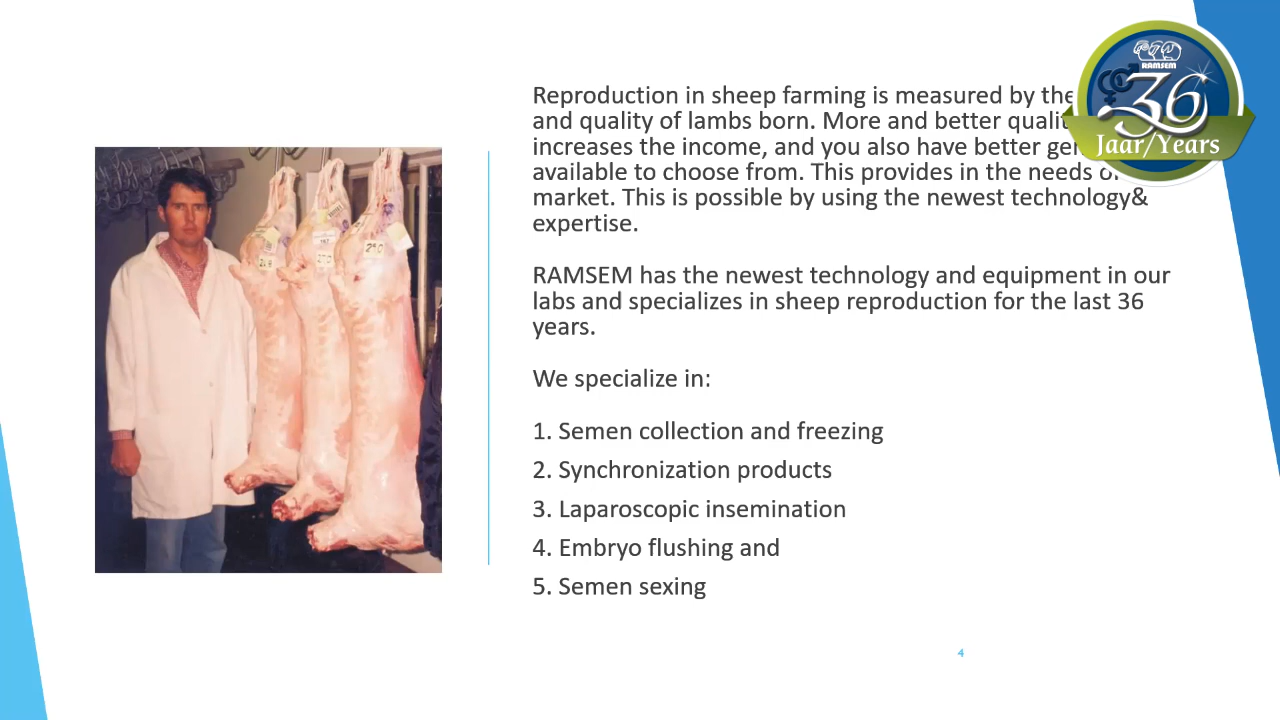 Reproduction in sheep farming is measured by the
and quality of lambs born. More and better
increases the income, and you also have better
available to choose from. This provides in the needs
market. This is possible by using the newest technology&
expertise.
RAMSEM has the newest technology and equipment in our
labs and specializes in sheep reproduction for the last 36
years.
We specialize in:
1. Semen collection and freezing
2. Synchronization products
3. Laparoscopic insemination
4. Embryo flushing and
5. Semen sexing
RAMSEM
36
Jaar/Years
4